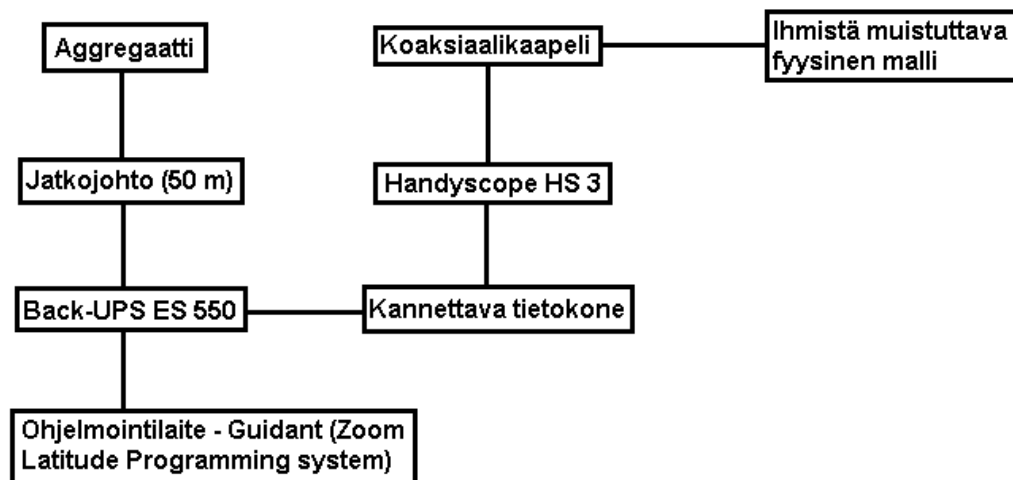 Aggregaatti
Koaksiaalikaapeli
Ihmistä muistuttava
fyysinen malli
Jatkojohto (50 m)
Handyscope HS 3
Back-UPS ES 550
Kannettava tietokone
Ohjelmointilaite - Guidant (Zoom
Latitude Programming system)